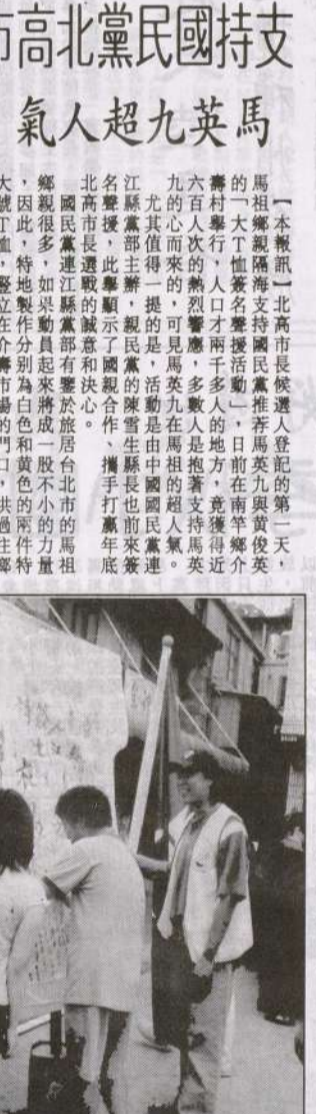 支持國民黨北高市
馬英九超人氣
【本報訊】北高市長候選人登記的第一天，
馬祖鄉親隔海支持國民黨推荐馬英九與黃俊英
的「大丁恤簽名聲援活動」，日前在南竿鄉介
壽村舉行，人口才兩千多人的地方，竟獲得近
六百人次的熱烈響應，多數人是抱著支持馬英
九的心而來的，可見馬英九在馬祖的超人氣。
尤其值得一提的是，活動是由中國國民黨連
江縣黨部主辦，親民黨的陳雪生縣長也前來簽
名聲援，此舉顯示了國親合作、攜手打贏年底
北高市長選戰的誠意和決心。
國民黨連江縣黨部有鑒於旅居台北市的馬祖
鄉親很多，如果動員起來將成一股不小的力量
，因此，特地製作分別為白色和黃色的兩件特
大號丁恤，豎立在介壽市場的門口，供過往鄉